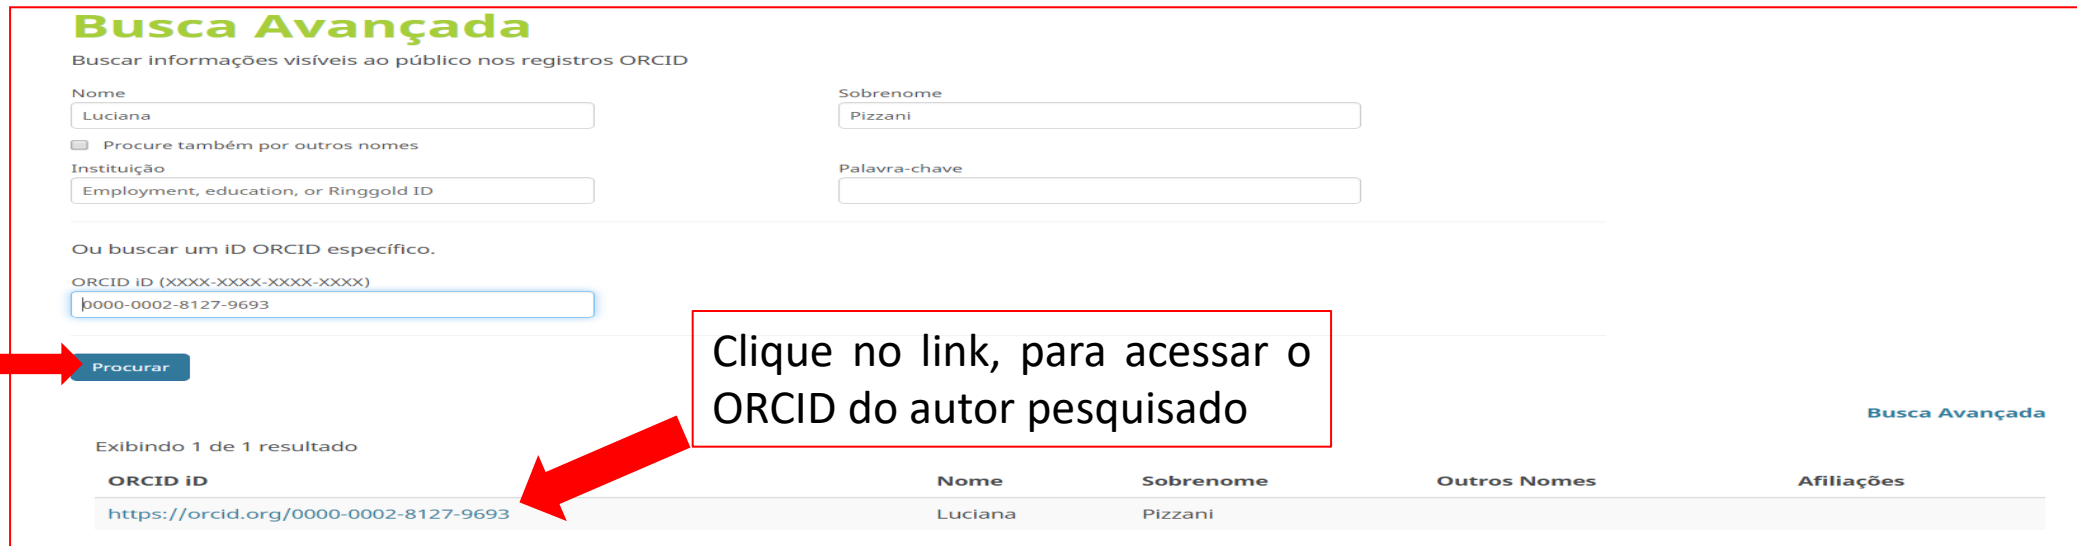 Busca Avançada
Buscar informações visíveis ao público nos registros ORCID
Nome Sobrenome
Luciana Pizzani
Procure também por outros nomes
Instituição Palavra-chave
Employment, education, or Ringgold ID
Ou buscar um iD ORCID específico.
ORCID iD (XXXX-XXXX-XXXX-XXXX)
0000-0002-8127-9693
Procurar
Clique no link, para acessar o
ORCID do autor pesquisado
Busca Avançada
Exibindo 1 de 1 resultado
ORCID iD Nome Sobrenome Outros Nomes Afiliações
https://orcid.org/0000-0002-8127-9693 Luciana Pizzani